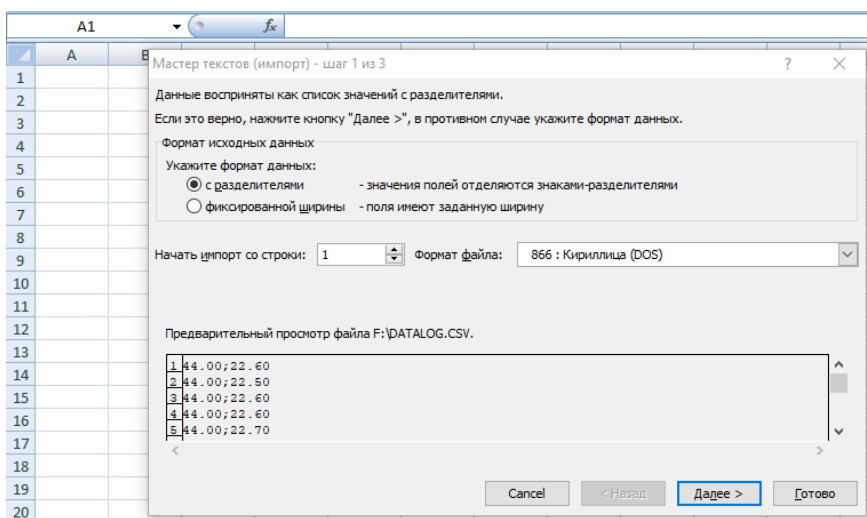 A1 fx
A B
Мастер текстов (импорт) - шаг 1 из 3 ?
Данные восприняты как список значений с разделителями.
Если это верно, нажмите кнопку "Далее >", в противном случае укажите формат данных.
Формат исходных данных
Укажите формат данных:
с разделителями - значения полей отделяются знаками-разделителями
фиксированной ширины - поля имеют заданную ширину
Начать импорт со строки: 1 Формат файла: 866 : Кириллица (DOS)
Предварительный просмотр файла F:\DATALOG.CSV.
1 44.00;22.60
2 44.00;22.50
3 44.00;22.60
4 44.00;22.60
5 44.00;22.70
Cancel < Назад Далее > Готово
1
2
3
4
5
6
7
8
9
10
11
12
13
14
15
16
17
18
19
20